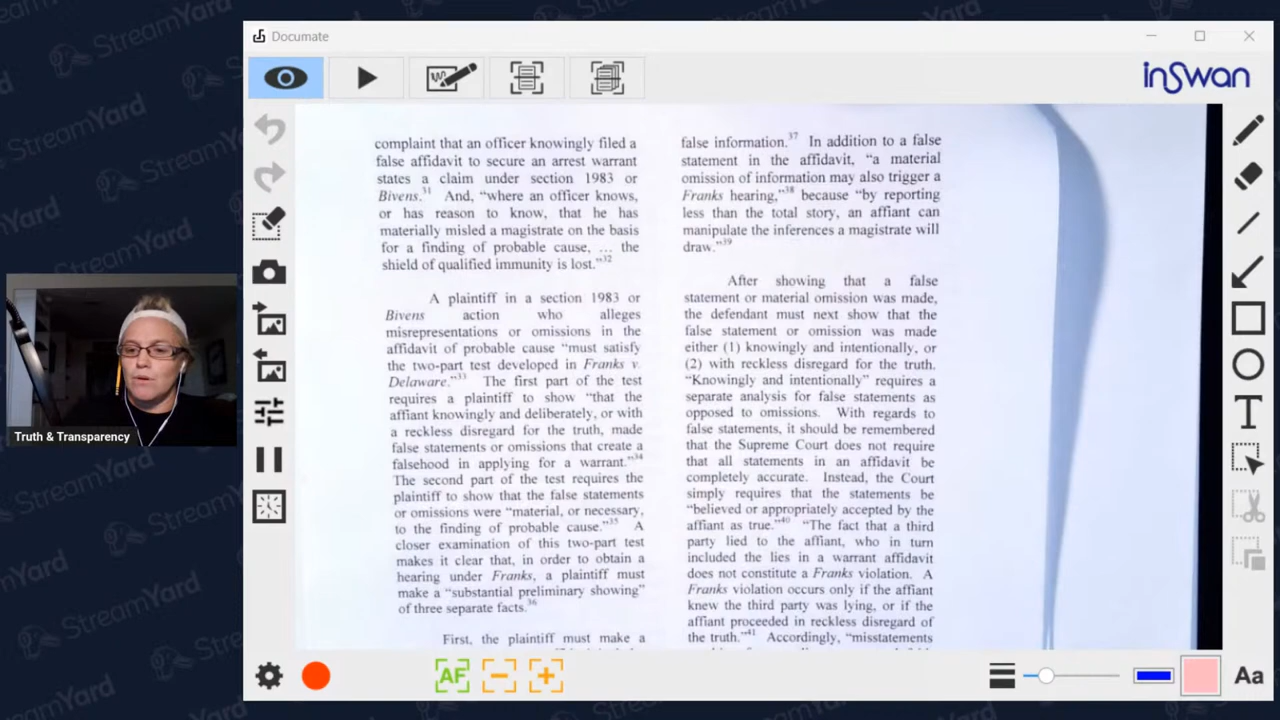 StreamYard
Documate
inSwan
complaint that an officer knowingly filed a
false affidavit to secure an arrest warrant
states a claim under section 1983 or
Bivens.31 And, “where an officer knows,
or has reason to know, that he has
materially misled a magistrate on the basis
for a finding of probable cause, ... the
shield of qualified immunity is lost.”32
A plaintiff in a section 1983 or
Bivens action who alleges
misrepresentations or omissions in the
affidavit of probable cause “must satisfy
the two-part test developed in Franks v.
Delaware.”33 The first part of the test
requires a plaintiff to show “that the
affiant knowingly and deliberately, or with
a reckless disregard for the truth, made
false statements or omissions that create a
falsehood in applying for a warrant.”34
The second part of the test requires the
plaintiff to show that the false statements
or omissions were “material, or necessary,
to the finding of probable cause.”35 A
closer examination of this two-part test
makes it clear that, in order to obtain a
hearing under Franks, a plaintiff must
make a “substantial preliminary showing”
of three separate facts.36
First, the plaintiff must make a
false information.37 In addition to a false
statement in the affidavit, “a material
omission of information may also trigger a
Franks hearing,”38 because “by reporting
less than the total story, an affiant can
manipulate the inferences a magistrate will
draw.”39
After showing that a false
statement or material omission was made,
the defendant must next show that the
false statement or omission was made
either (1) knowingly and intentionally, or
(2) with reckless disregard for the truth.
“Knowingly and intentionally” requires a
separate analysis for false statements as
opposed to omissions. With regards to
false statements, it should be remembered
that the Supreme Court does not require
that all statements in an affidavit be
completely accurate. Instead, the Court
simply requires that the statements be
“believed or appropriately accepted by the
affiant as true.”40 “The fact that a third
party lied to the affiant, who in turn
included the lies in a warrant affidavit
does not constitute a Franks violation. A
Franks violation occurs only if the affiant
knew the third party was lying, or if the
affiant proceeded in reckless disregard of
the truth.”41 Accordingly, “misstatements
Truth & Transparency
AF
T
Aa